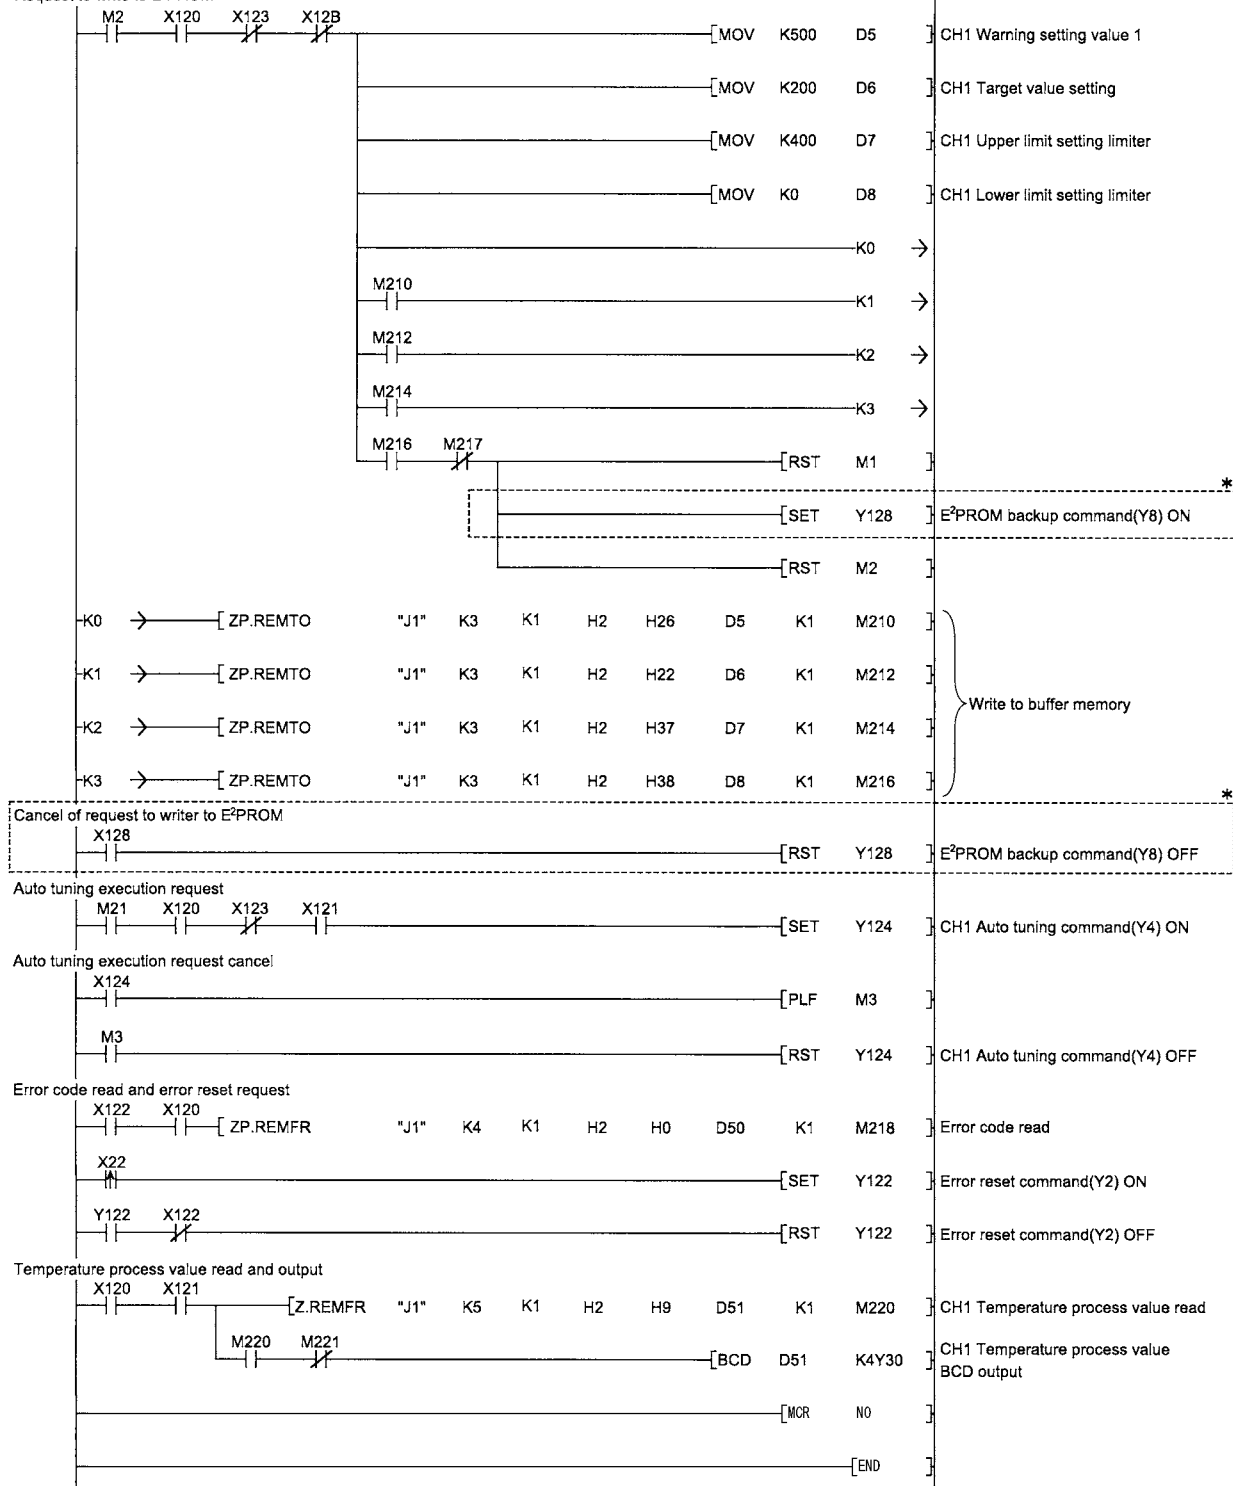 M2 X120 X123 X12B
MOV K500 D5 CH1 Warning setting value 1
MOV K200 D6 CH1 Target value setting
MOV K400 D7 CH1 Upper limit setting limiter
MOV K0 D8 CH1 Lower limit setting limiter
K0
M210
K1
M212
K2
M214
K3
M216 M217
RST M1
*
SET Y128 E²PROM backup command(Y8) ON
RST M2
K0 ZP.REMTO "J1" K3 K1 H2 H26 D5 K1 M210
K1 ZP.REMTO "J1" K3 K1 H2 H22 D6 K1 M212
Write to buffer memory
K2 ZP.REMTO "J1" K3 K1 H2 H37 D7 K1 M214
K3 ZP.REMTO "J1" K3 K1 H2 H38 D8 K1 M216
*
Cancel of request to writer to E²PROM
X128
RST Y128 E²PROM backup command(Y8) OFF
Auto tuning execution request
M21 X120 X123 X121
SET Y124 CH1 Auto tuning command(Y4) ON
Auto tuning execution request cancel
X124
PLF M3
M3
RST Y124 CH1 Auto tuning command(Y4) OFF
Error code read and error reset request
X122 X120
ZP.REMFR "J1" K4 K1 H2 H0 D50 K1 M218 Error code read
X22
SET Y122 Error reset command(Y2) ON
Y122 X122
RST Y122 Error reset command(Y2) OFF
Temperature process value read and output
X120 X121
Z.REMFR "J1" K5 K1 H2 H9 D51 K1 M220 CH1 Temperature process value read
M220 M221
BCD D51 K4Y30 CH1 Temperature process value
BCD output
MCR N0
END